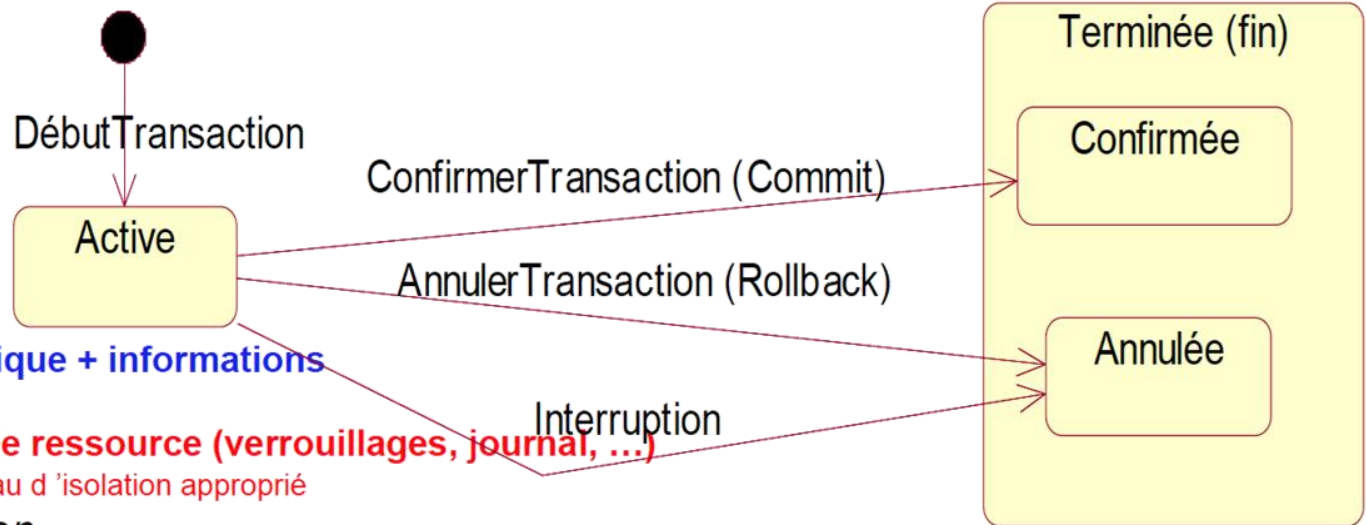 Terminée (fin)
DébutTransaction
Confirmée
ConfirmerTransaction (Commit)
Active
AnnulerTransaction (Rollback)
Annulée
ique + informations
Interruption
e ressource (verrouillages, journal, ...)
au d 'isolation approprié